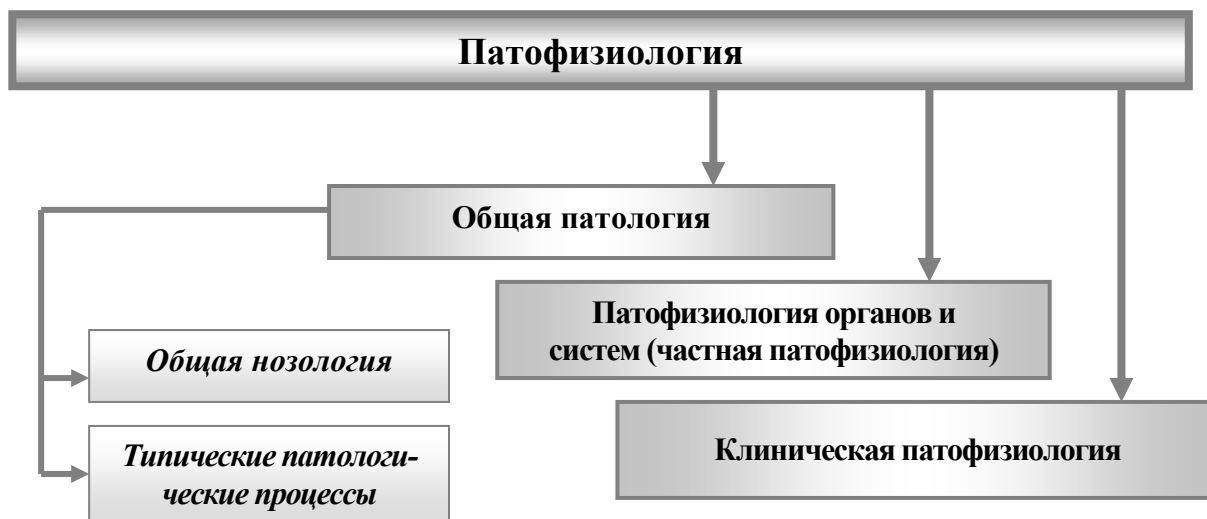 Патофизиология
Общая патология
Патофизиология органов и
систем (частная патофизиология)
Общая нозология
Клиническая патофизиология
Типические патологи-
ческие процессы